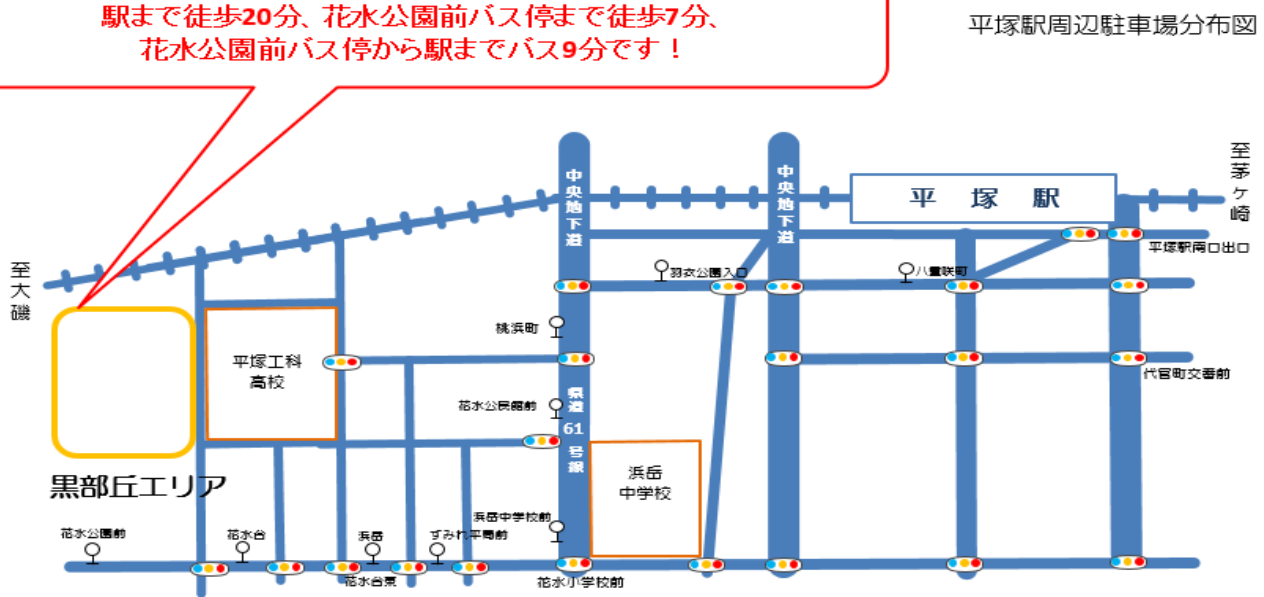 駅まで徒歩20分、花水公園前バス停まで徒歩7分、
花水公園前バス停から駅までバス9分です！
平塚駅周辺駐車場分布図
至茅ヶ崎
中央地下道
中央地下道
平塚駅
平塚駅南口出口
至大磯
羽衣公園入口
八重咲町
桃浜町
平塚工科
高校
代官町交番前
花水公民館前
県道61号線
浜岳
中学校
黒部丘エリア
浜岳中学校前
花水公園前
花水台
浜岳
すみれ平南前
花水台東
花水小学校前